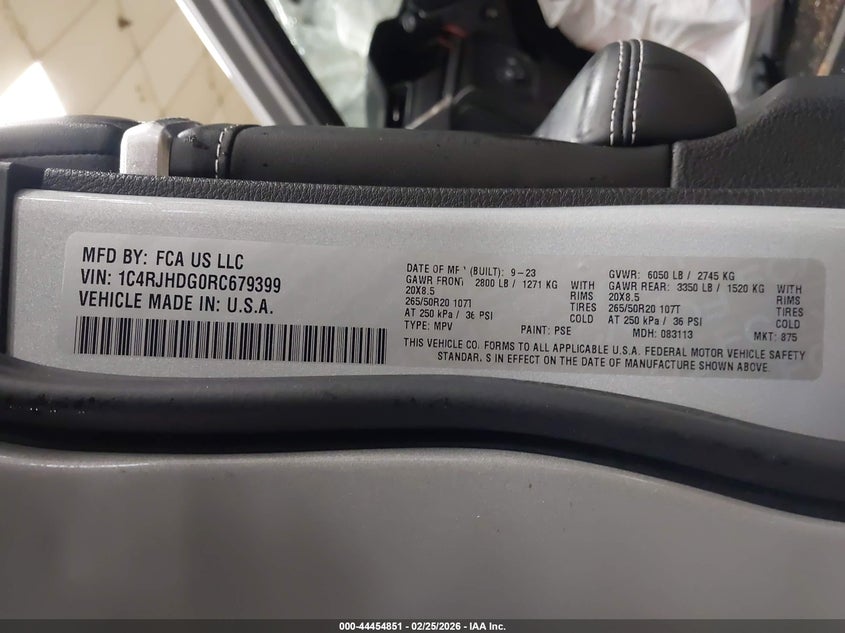 MFD BY: FCA US LLC
VIN: 1C4RJHDG0RC679399
VEHICLE MADE IN: U.S.A.
DATE OF MF (BUILT): 9-23 GVWR: 6050 LB / 2745 KG
GAWR FRONT 2800 LB / 1271 KG WITH GAWR REAR: 3350 LB / 1520 KG WITH
20X8.5 RIMS 20X8.5 RIMS
265/50R20 107T TIRES 265/50R20 107T TIRES
AT 250 kPa / 36 PSI COLD AT 250 kPa / 36 PSI COLD
TYPE: MPV PAINT: PSE MDH: 083113 MKT: 875
THIS VEHICLE CO. FORMS TO ALL APPLICABLE U.S.A. FEDERAL MOTOR VEHICLE SAFETY
STANDAR. S IN EFFECT ON THE DATE OF MANUFACTURE SHOWN ABOVE.
000-44454851 - 02/25/2026 - IAA Inc.